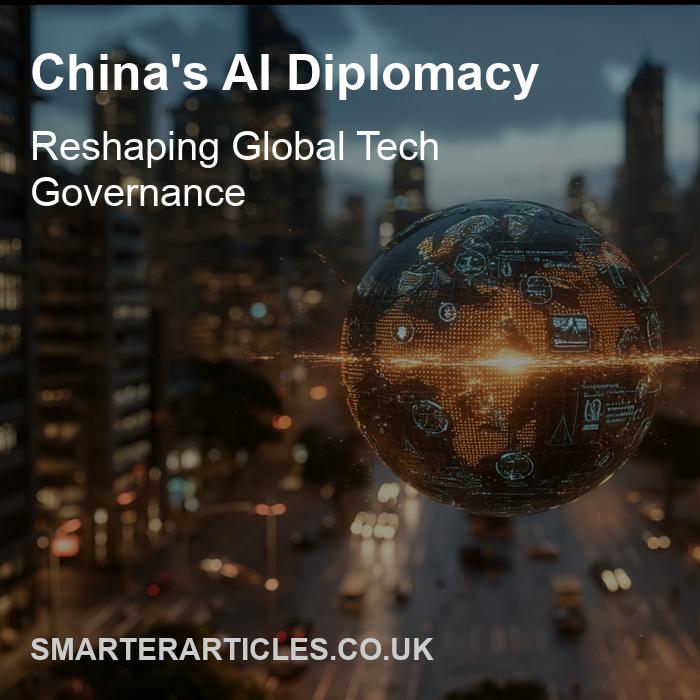 China's AI Diplomacy
Reshaping Global Tech
Governance
SMARTERARTICLES.CO.UK